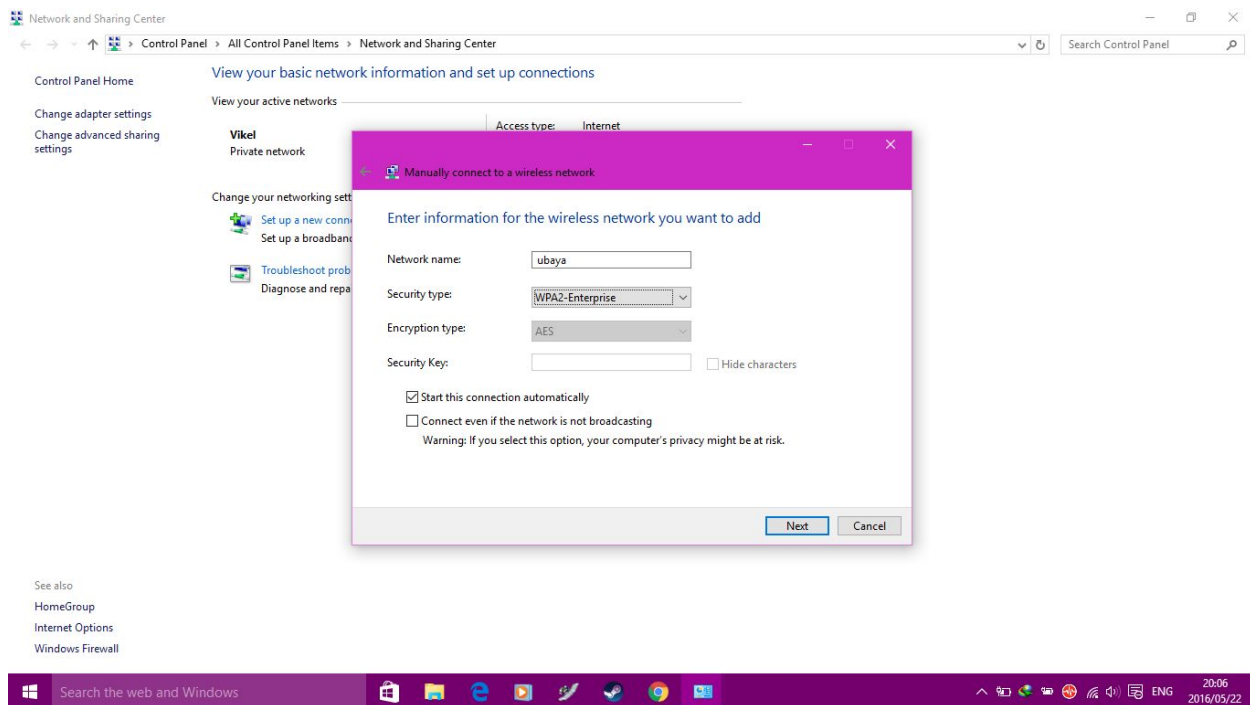 Network and Sharing Center
Control Panel > All Control Panel Items > Network and Sharing Center
Search Control Panel
Control Panel Home
Change adapter settings
Change advanced sharing
settings
View your basic network information and set up connections
View your active networks
Vikel
Private network
Access type: Internet
Change your networking sett
Set up a new conne
Set up a broadband
Troubleshoot prob
Diagnose and repa
Manually connect to a wireless network
Enter information for the wireless network you want to add
Network name: ubaya
Security type: WPA2-Enterprise
Encryption type: AES
Security Key:
Hide characters
Start this connection automatically
Connect even if the network is not broadcasting
Warning: If you select this option, your computer's privacy might be at risk.
Next
Cancel
See also
HomeGroup
Internet Options
Windows Firewall
Search the web and Windows
ENG
20:06
2016/05/22